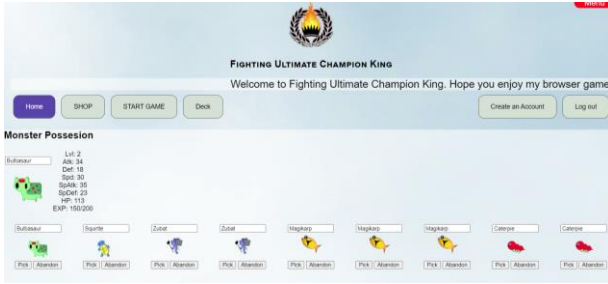 Menu
FIGHTING ULTIMATE CHAMPION KING
Welcome to Fighting Ultimate Champion King. Hope you enjoy my browser game
Home SHOP START GAME Deck Create an Account Log out
Monster Possesion
Bulbasaur
Lvl: 2
Atk: 34
Def: 18
Spd: 30
SpAtk: 35
SpDef: 23
HP: 113
EXP: 150/200
Bulbasaur Squirtle Zubat Zubat Magikarp Magikarp Magikarp Caterpie Caterpie
Pick Abandon Pick Abandon Pick Abandon Pick Abandon Pick Abandon Pick Abandon Pick Abandon Pick Abandon Pick Abandon